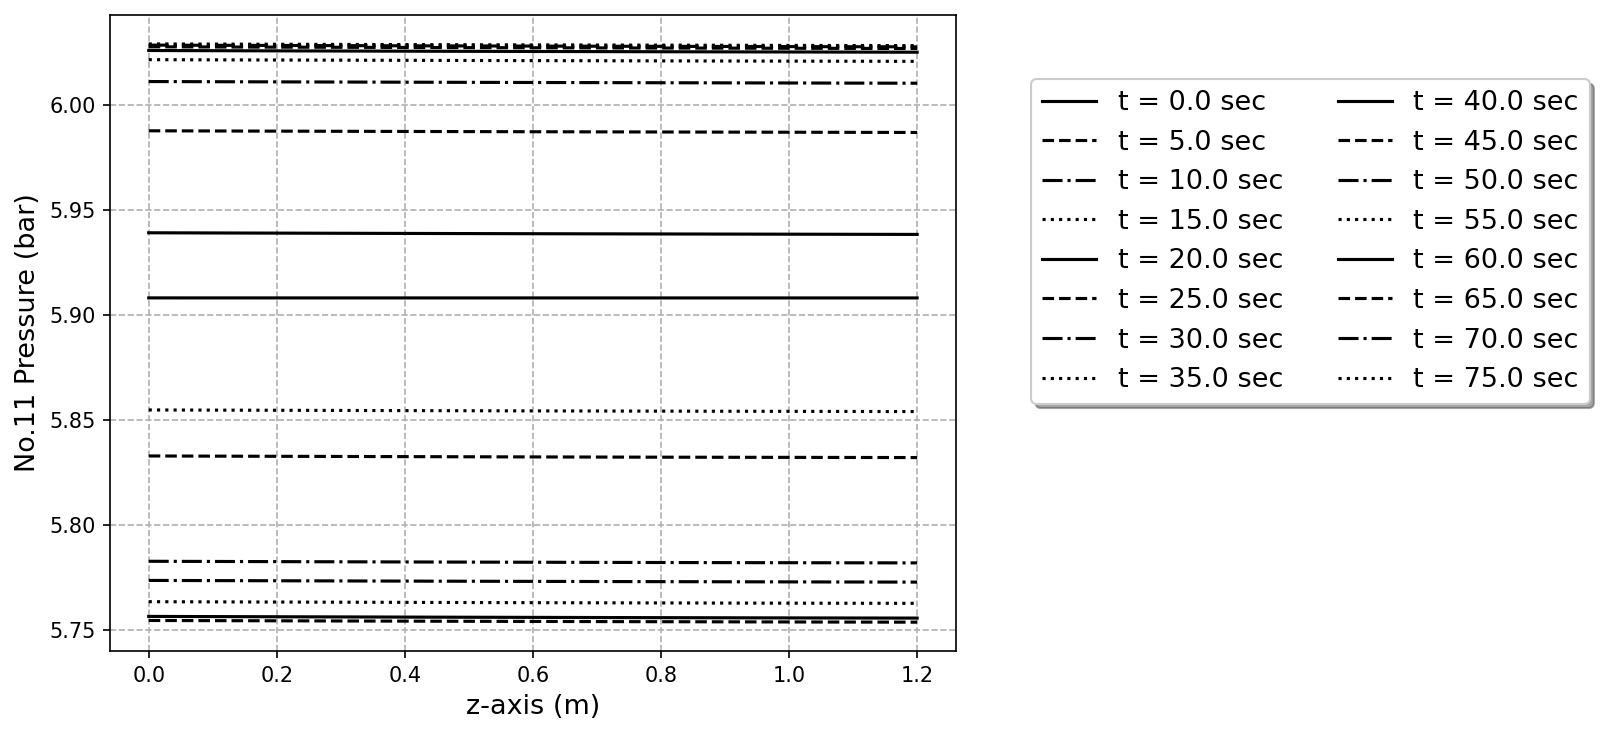 No.11 Pressure (bar)
6.00
5.95
5.90
5.85
5.80
5.75
0.0 0.2 0.4 0.6 0.8 1.0 1.2
z-axis (m)
t = 0.0 sec
t = 5.0 sec
t = 10.0 sec
t = 15.0 sec
t = 20.0 sec
t = 25.0 sec
t = 30.0 sec
t = 35.0 sec
t = 40.0 sec
t = 45.0 sec
t = 50.0 sec
t = 55.0 sec
t = 60.0 sec
t = 65.0 sec
t = 70.0 sec
t = 75.0 sec